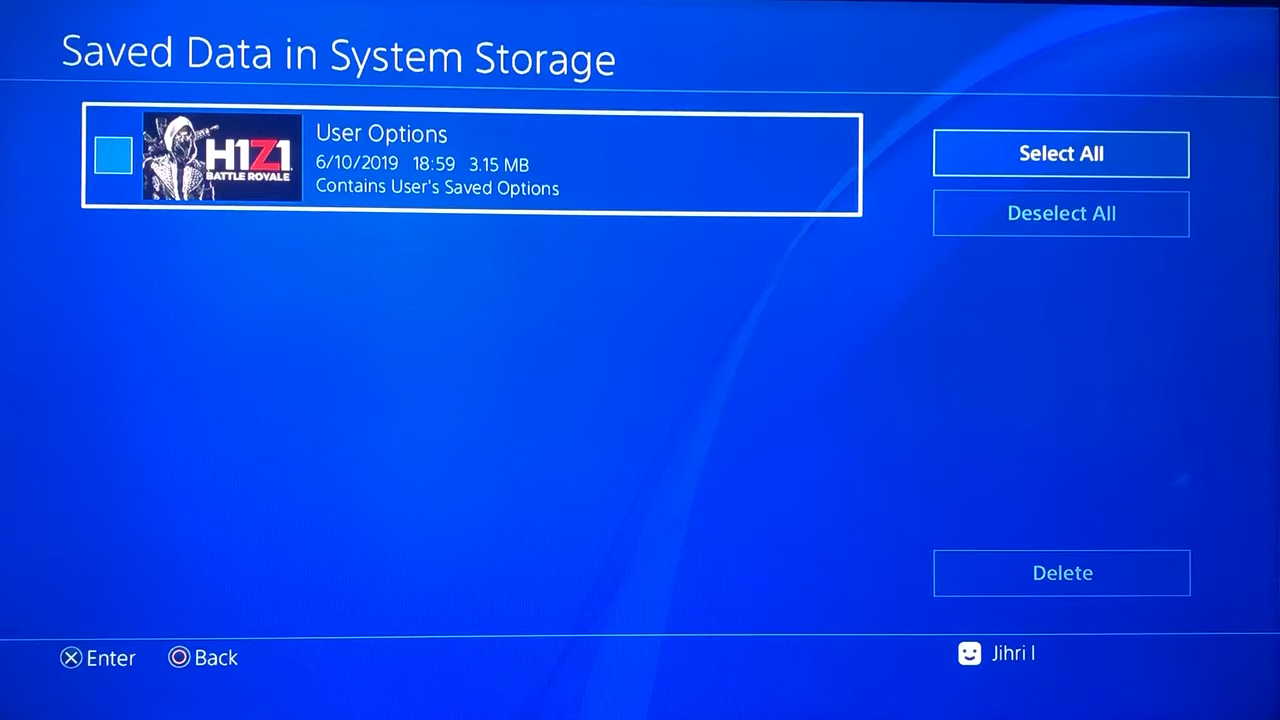 Saved Data in System Storage
H1Z1
BATTLE ROYALE
User Options
6/10/2019 18:59 3.15 MB
Contains User's Saved Options
Select All
Deselect All
Delete
Enter
Back
Jihri I